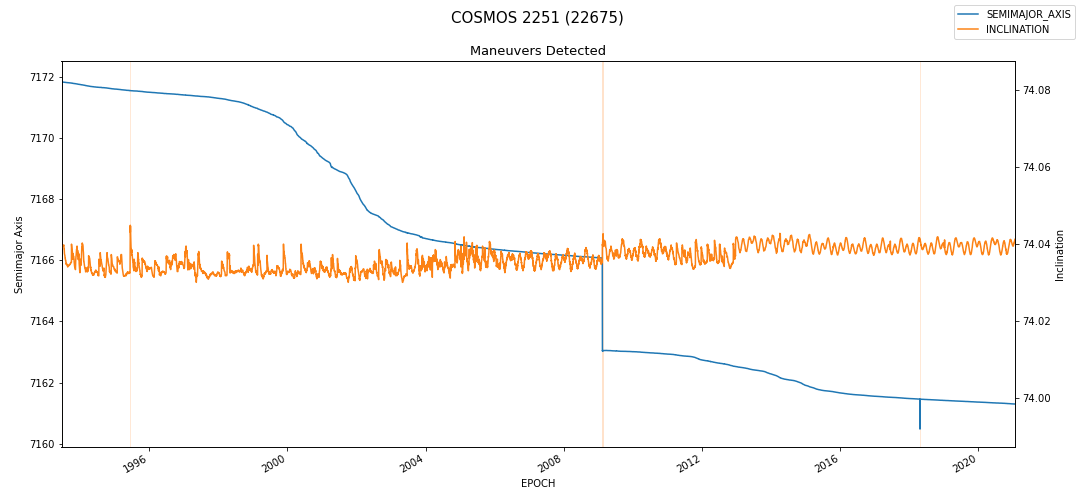 COSMOS 2251 (22675)
SEMIMAJOR_AXIS
INCLINATION
Maneuvers Detected
7172
7170
7168
7166
7164
7162
7160
Semimajor Axis
74.08
74.06
74.04
74.02
74.00
Inclination
1996
2000
2004
2008
2012
2016
2020
EPOCH